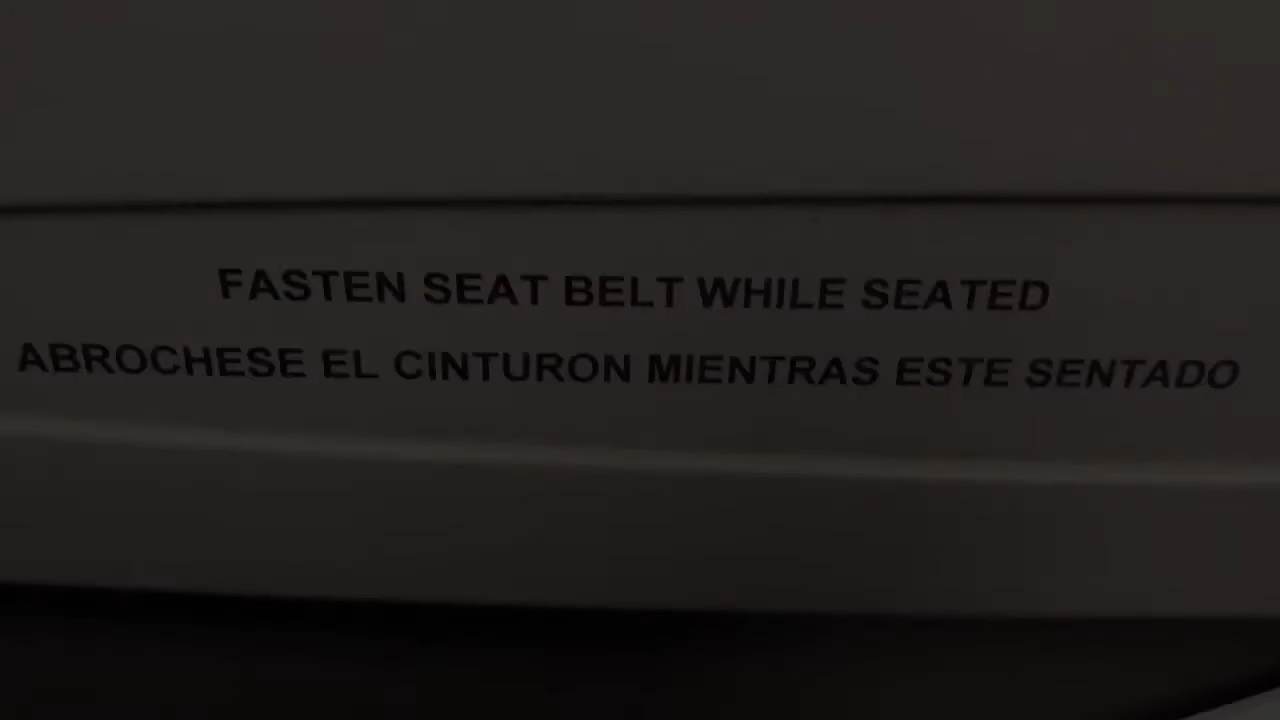 FASTEN SEAT BELT WHILE SEATED
ABROCHESE EL CINTURON MIENTRAS ESTE SENTADO